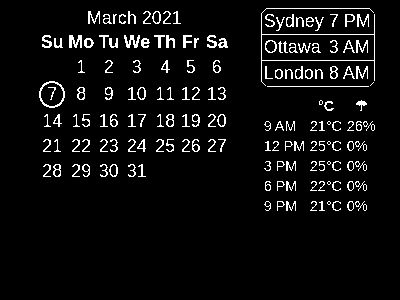 March 2021
Su Mo Tu We Th Fr Sa
1 2 3 4 5 6
7 8 9 10 11 12 13
14 15 16 17 18 19 20
21 22 23 24 25 26 27
28 29 30 31
Sydney 7 PM
Ottawa 3 AM
London 8 AM
°C ☂
9 AM 21°C 26%
12 PM 25°C 0%
3 PM 25°C 0%
6 PM 22°C 0%
9 PM 21°C 0%